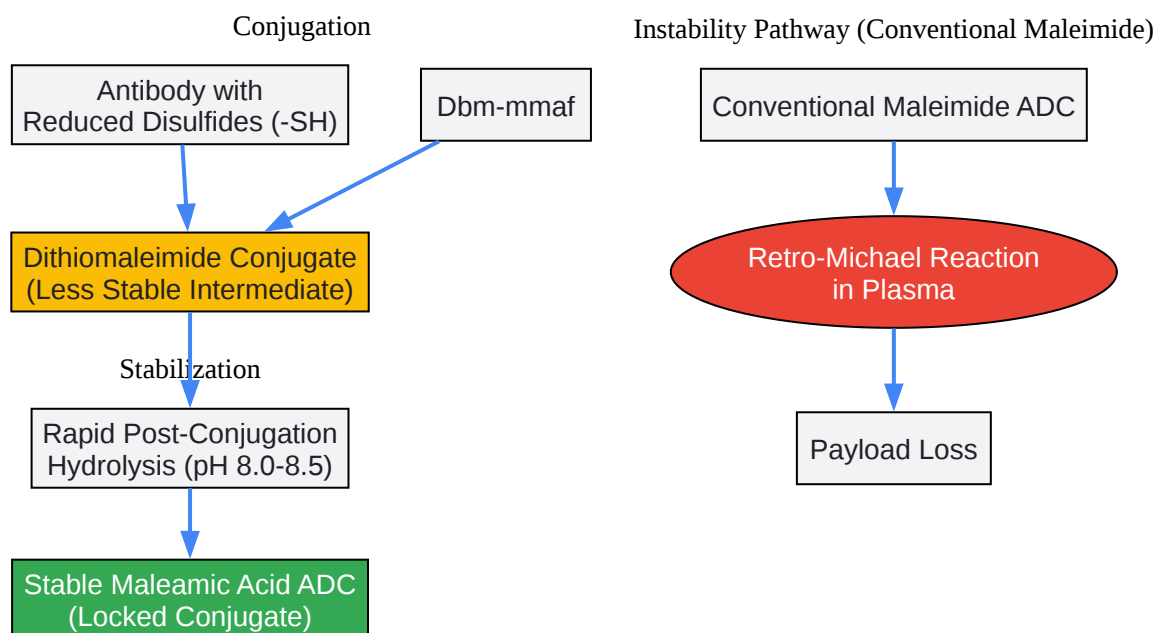 Conjugation
Antibody with
Reduced Disulfides (-SH)
Dbm-mmaf
Dithiomaleimide Conjugate
(Less Stable Intermediate)
Stabilization
Rapid Post-Conjugation
Hydrolysis (pH 8.0-8.5)
Stable Maleamic Acid ADC
(Locked Conjugate)
Instability Pathway (Conventional Maleimide)
Conventional Maleimide ADC
Retro-Michael Reaction
in Plasma
Payload Loss